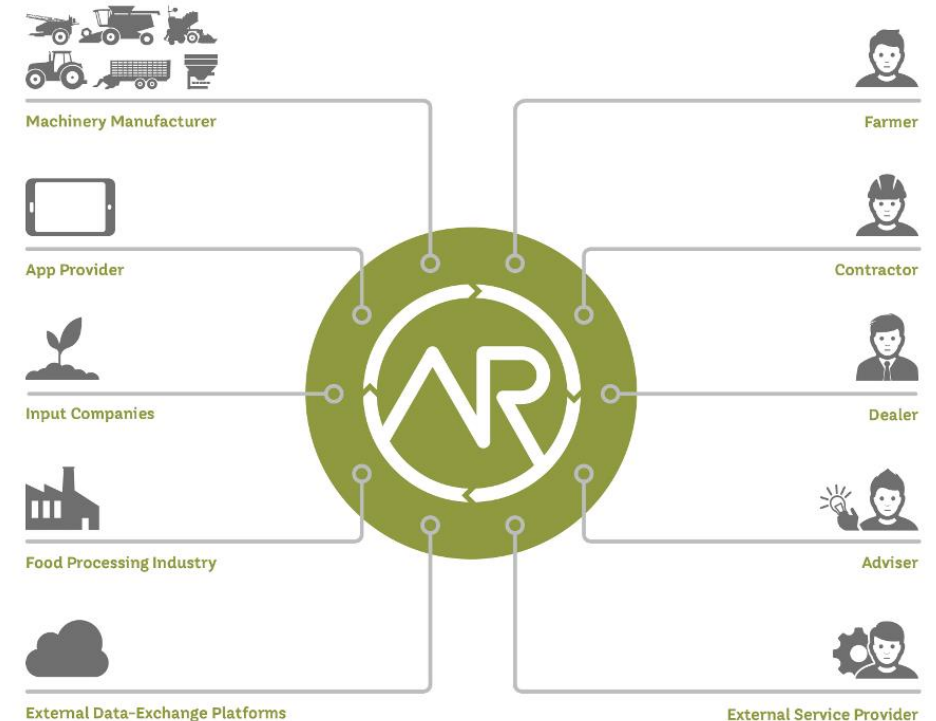 Machinery Manufacturer
Farmer
App Provider
Contractor
Input Companies
AR
Dealer
Food Processing Industry
Adviser
External Data-Exchange Platforms
External Service Provider